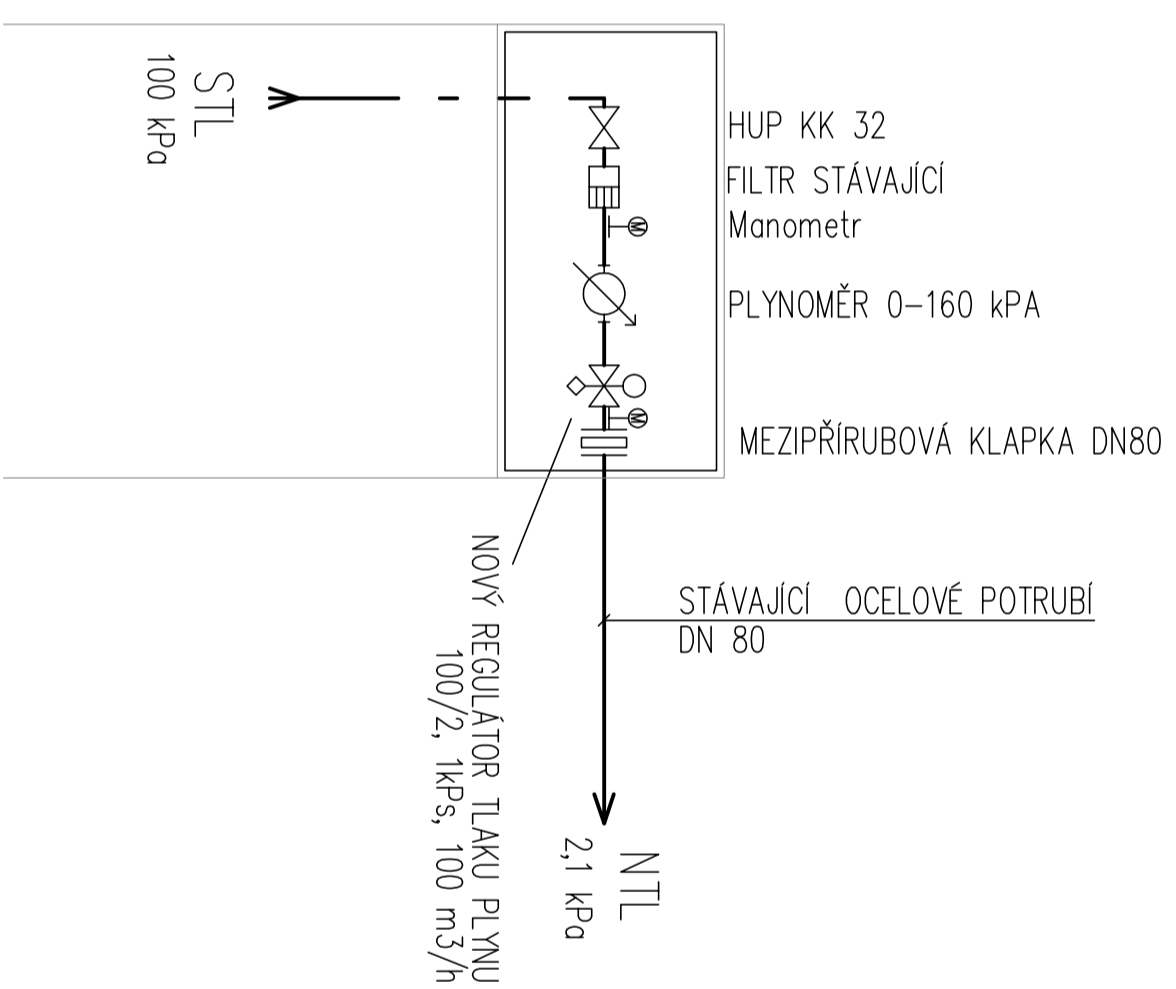 STL
100 kPa
HUP KK 32
FILTR STÁVAJÍCÍ
Manometr
M
PLYNOMĚR 0-160 kPA
M
MEZIPŘÍRUBOVÁ KLAPKA DN80
STÁVAJÍCÍ OCELOVÉ POTRUBÍ
DN 80
NOVÝ REGULÁTOR TLAKU PLYNU
100/2, 1kPs, 100 m3/h
NTL
2,1 kPa